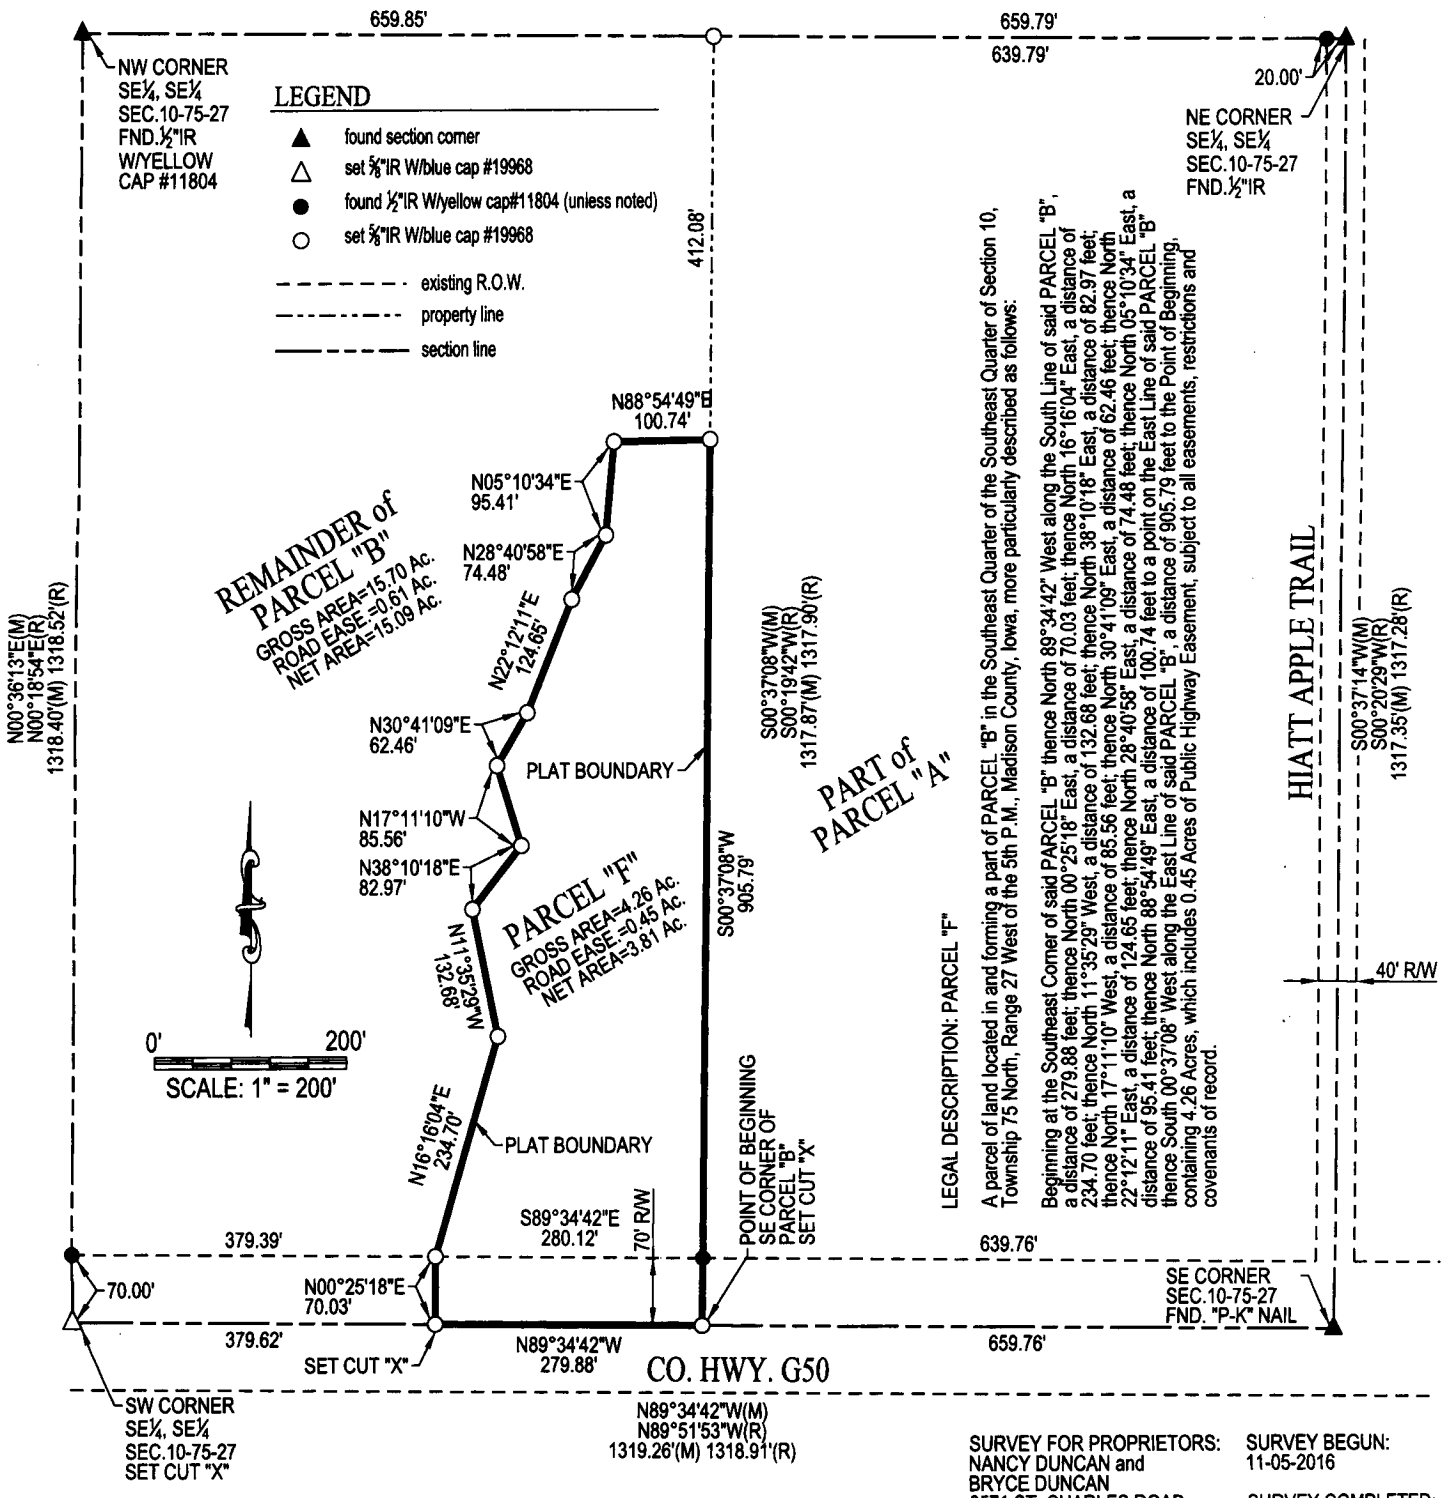 659.85'
659.79'
639.79'
20.00'
NW CORNER
SE¼, SE¼
SEC.10-75-27
FND.½"IR
W/YELLOW
CAP #11804
LEGEND
found section corner
set ⅝"IR W/blue cap #19968
found ½"IR W/yellow cap#11804 (unless noted)
set ⅝"IR W/blue cap #19968
existing R.O.W.
property line
section line
NE CORNER
SE¼, SE¼
SEC.10-75-27
FND.½"IR
412.08'
N88°54'49"E
100.74'
N05°10'34"E
95.41'
N28°40'58"E
74.48'
N22°12'11"E
124.65'
N30°41'09"E
62.46'
PLAT BOUNDARY
N17°11'10"W
85.56'
N38°10'18"E
82.97'
N11°35'29"W
132.68'
N16°16'04"E
234.70'
PLAT BOUNDARY
REMAINDER of
PARCEL "B"
GROSS AREA=15.70 Ac.
ROAD EASE.=0.61 Ac.
NET AREA=15.09 Ac.
N00°36'13"E(M)
N00°18'54"E(R)
1318.40'(M) 1318.52'(R)
PARCEL "F"
GROSS AREA=4.26 Ac.
ROAD EASE.=0.45 Ac.
NET AREA=3.81 Ac.
S00°37'08"W
905.79'
S00°37'08"W(M)
S00°19'42"W(R)
1317.87'(M) 1317.90'(R)
PART of
PARCEL "A"
LEGAL DESCRIPTION: PARCEL "F"
A parcel of land located in and forming a part of PARCEL "B" in the Southeast Quarter of the Southeast Quarter of Section 10,
Township 75 North, Range 27 West of the 5th P.M., Madison County, Iowa, more particularly described as follows:
Beginning at the Southeast Corner of said PARCEL "B" thence North 89°34'42" West along the South Line of said PARCEL "B",
a distance of 279.88 feet; thence North 00°25'18" East, a distance of 70.03 feet; thence North 16°16'04" East, a distance of
234.70 feet; thence North 11°35'29" West, a distance of 132.68 feet; thence North 38°10'18" East, a distance of 82.97 feet;
thence North 17°11'10" West, a distance of 85.56 feet; thence North 30°41'09" East, a distance of 62.46 feet; thence North
22°12'11" East, a distance of 124.65 feet; thence North 28°40'58" East, a distance of 74.48 feet; thence North 05°10'34" East, a
distance of 95.41 feet; thence North 88°54'49" East, a distance of 100.74 feet to a point on the East Line of said PARCEL "B"
thence South 00°37'08" West along the East Line of said PARCEL "B", a distance of 905.79 feet to the Point of Beginning,
containing 4.26 Acres, which includes 0.45 Acres of Public Highway Easement, subject to all easements, restrictions and
covenants of record.
HIATT APPLE TRAIL
S00°37'14"W(M)
S00°20'29"W(R)
1317.35'(M) 1317.28'(R)
40' R/W
0' 200'
SCALE: 1" = 200'
POINT OF BEGINNING
SE CORNER OF
PARCEL "B"
SET CUT "X"
379.39'
S89°34'42"E
280.12'
70' R/W
639.76'
70.00'
N00°25'18"E
70.03'
SE CORNER
SEC.10-75-27
FND. "P-K" NAIL
379.62'
SET CUT "X"
N89°34'42"W
279.88'
659.76'
CO. HWY. G50
SW CORNER
SE¼, SE¼
SEC.10-75-27
SET CUT "X"
N89°34'42"W(M)
N89°51'53"W(R)
1319.26'(M) 1318.91'(R)
SURVEY FOR PROPRIETORS:
NANCY DUNCAN and
BRYCE DUNCAN
SURVEY BEGUN:
11-05-2016